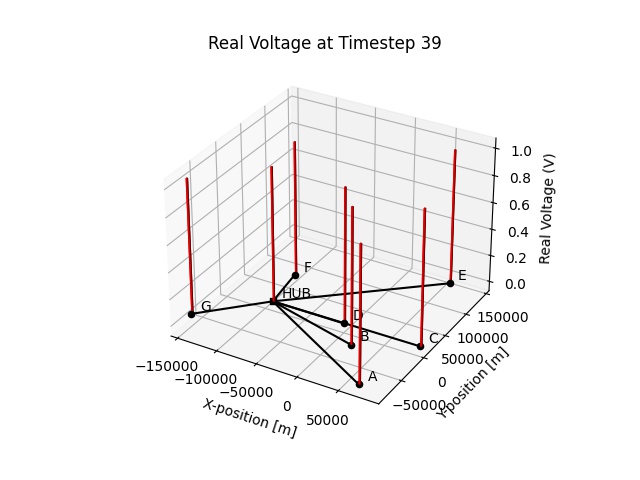 Real Voltage at Timestep 39
1.0
0.8
0.6
0.4
0.2
0.0
Real Voltage (V)
F
E
HUB
G
D
B
C
A
150000
100000
50000
0
−50000
Y-position [m]
−150000
−100000
−50000
0
50000
X-position [m]